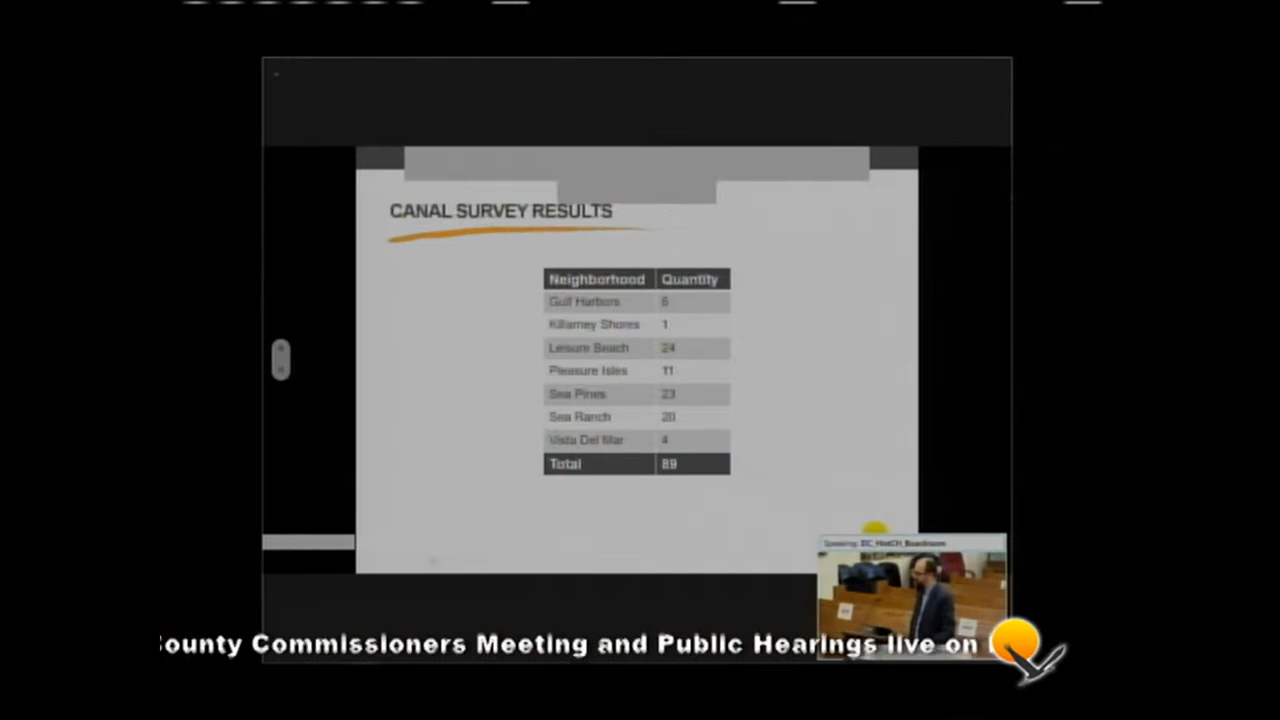 CANAL SURVEY RESULTS
Neighborhood Quantity
Gulf Harbors 6
Killarney Shores 1
Leisure Beach 24
Pleasure Isles 11
Sea Pines 23
Sea Ranch 20
Vista Del Mar 4
Total 89
Speaking:
ounty Commissioners Meeting and Public Hearings live on